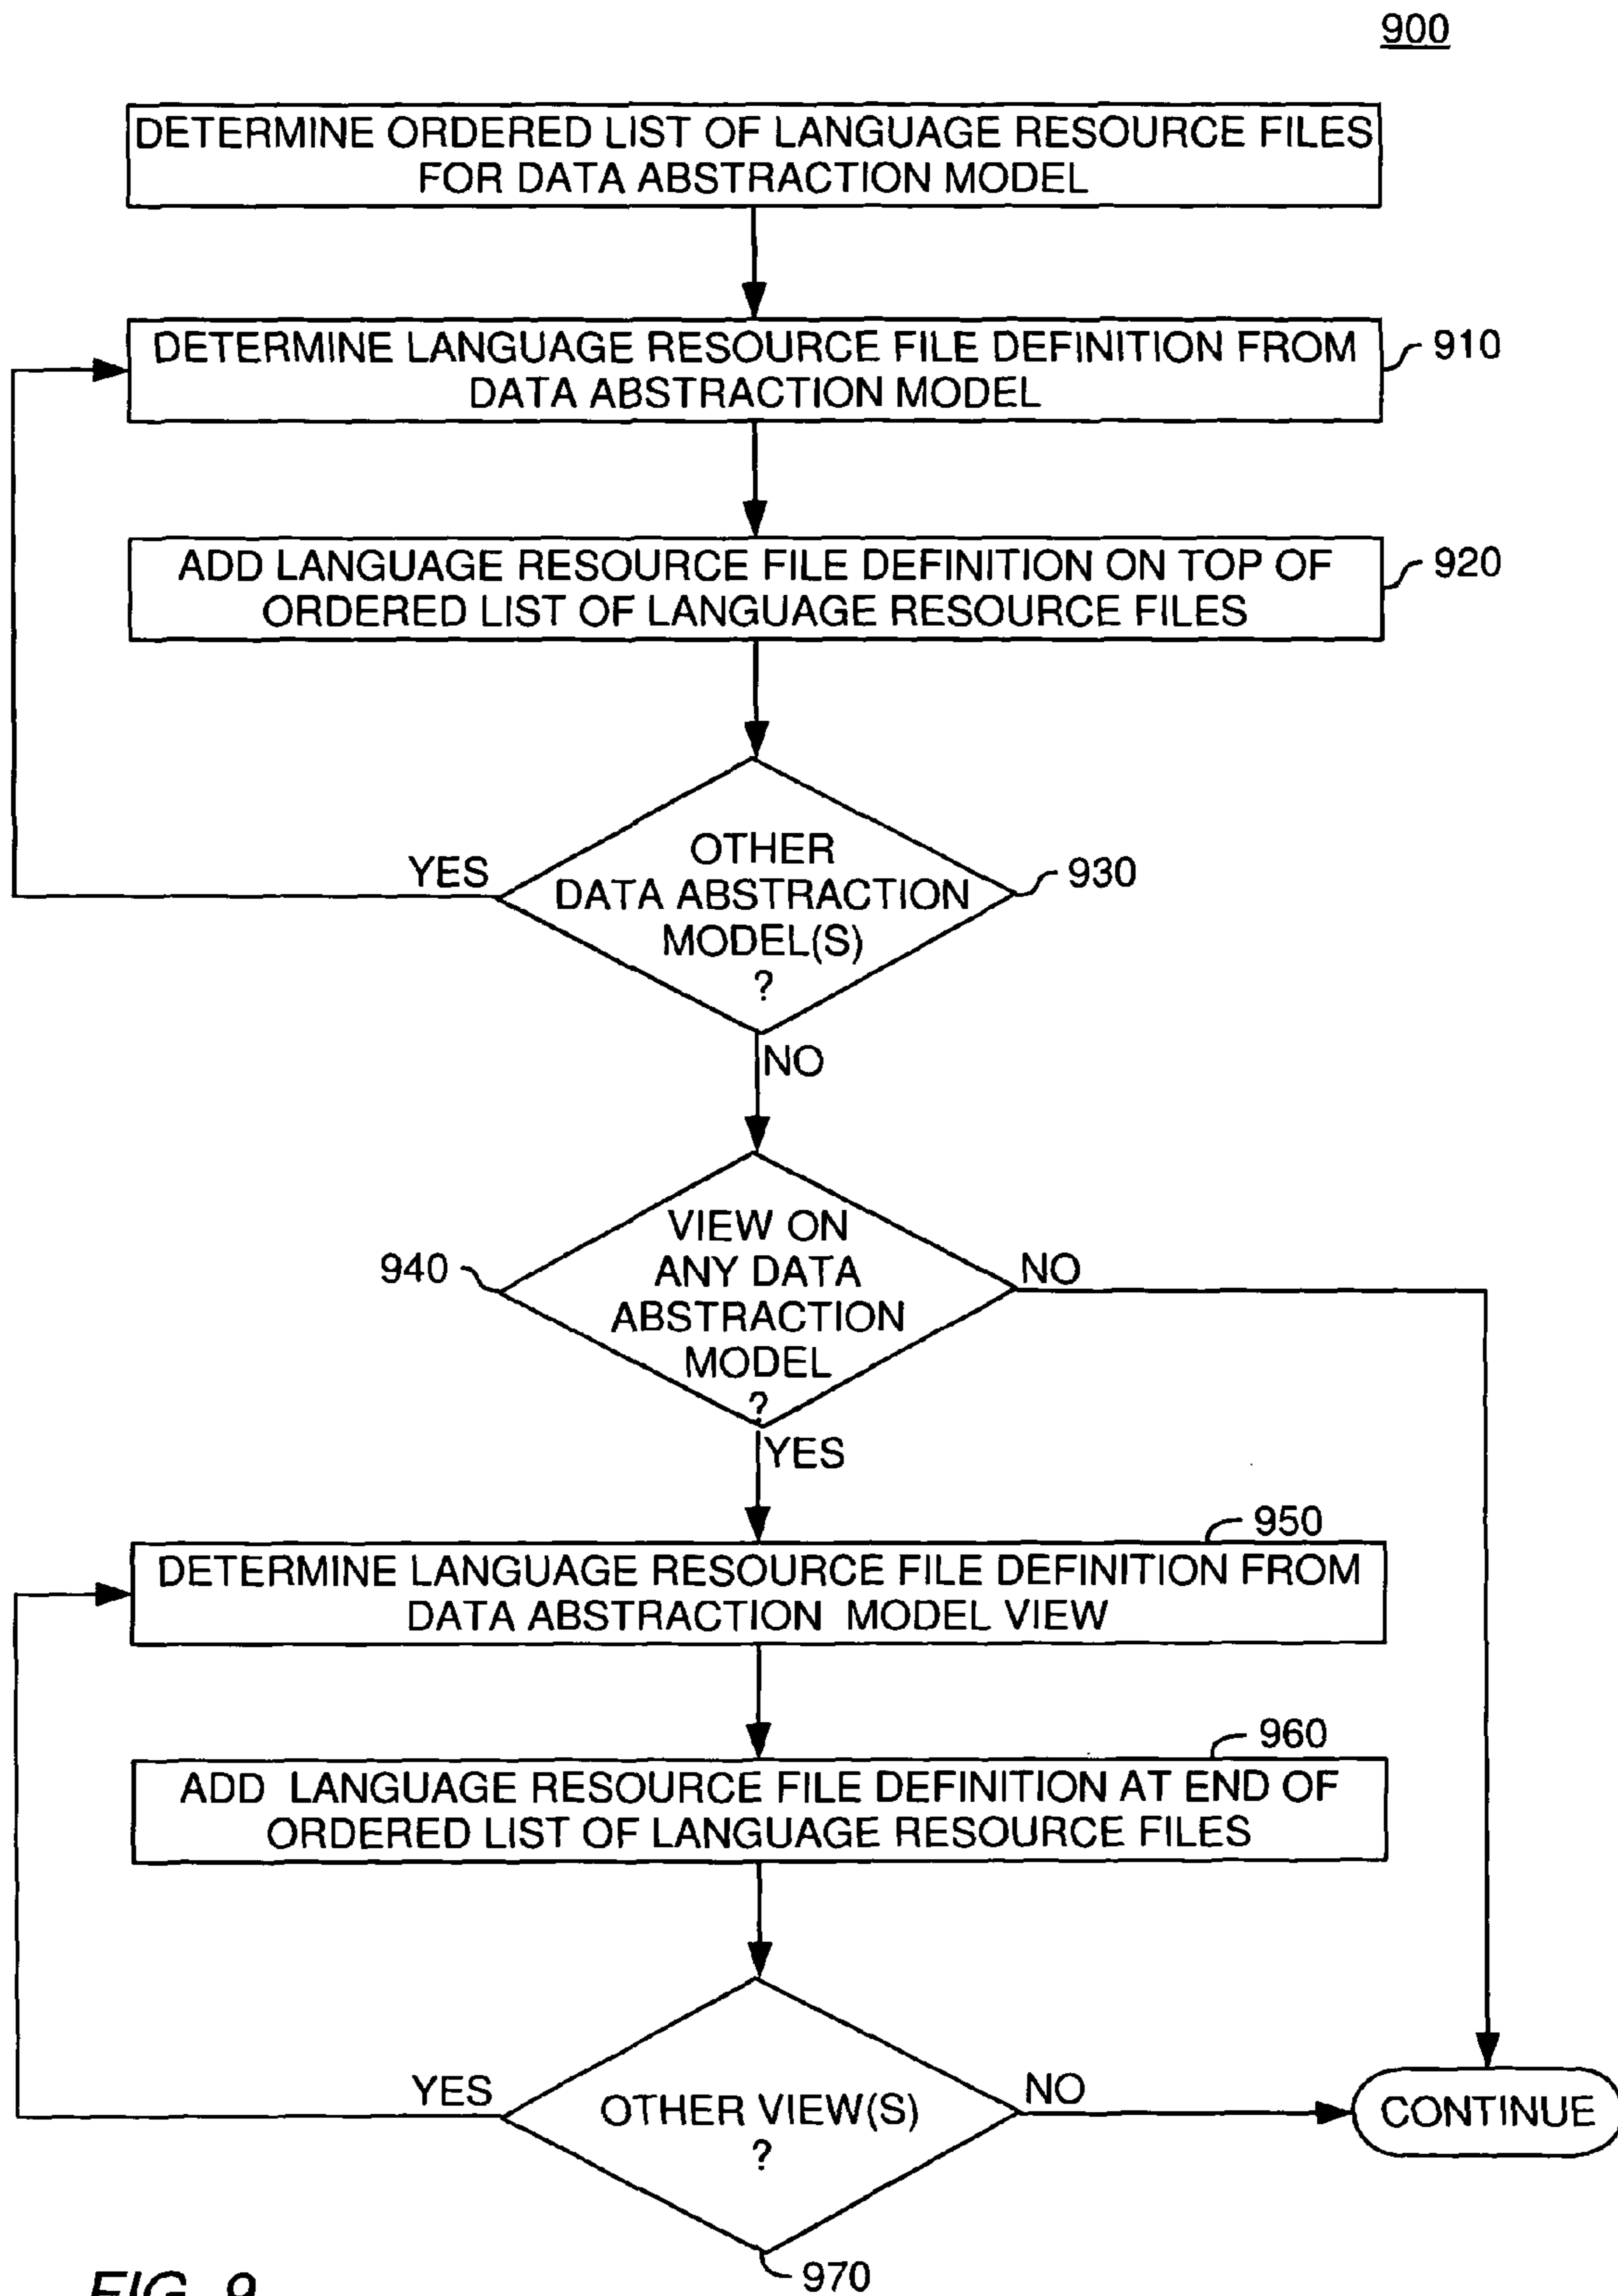 900
DETERMINE ORDERED LIST OF LANGUAGE RESOURCE FILES
FOR DATA ABSTRACTION MODEL
DETERMINE LANGUAGE RESOURCE FILE DEFINITION FROM
DATA ABSTRACTION MODEL
910
ADD LANGUAGE RESOURCE FILE DEFINITION ON TOP OF
ORDERED LIST OF LANGUAGE RESOURCE FILES
920
YES
OTHER
DATA ABSTRACTION
MODEL(S)
?
930
NO
940
VIEW ON
ANY DATA
ABSTRACTION
MODEL
?
NO
YES
950
DETERMINE LANGUAGE RESOURCE FILE DEFINITION FROM
DATA ABSTRACTION MODEL VIEW
960
ADD LANGUAGE RESOURCE FILE DEFINITION AT END OF
ORDERED LIST OF LANGUAGE RESOURCE FILES
YES
OTHER VIEW(S)
?
NO
CONTINUE
970
FIG. 9